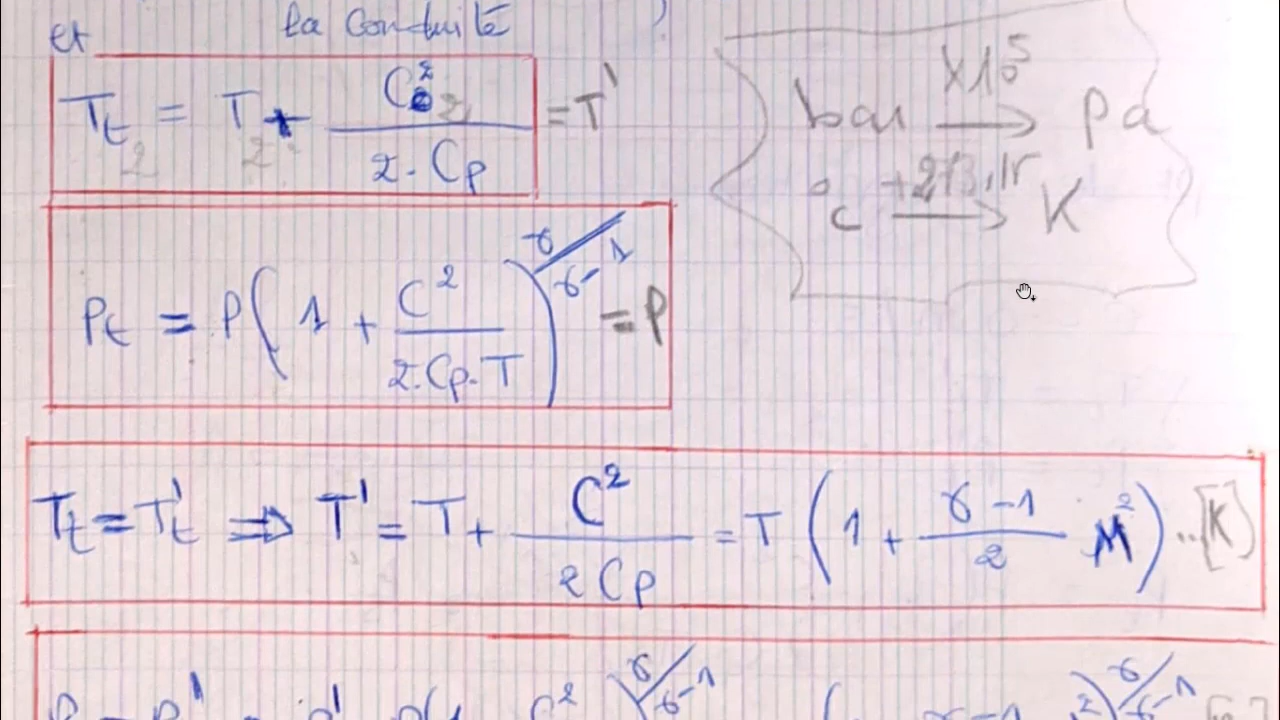 et la conduite
Tt2 = T2 + C2² / 2·Cp = T'
bar ×10⁵ → Pa
°C +273,15 → K
Pt = P(1 + C² / 2·Cp·T)^γ/γ-1 = P
Tt = T't ⇒ T' = T + C² / 2Cp = T(1 + γ-1 / 2 M²)..[K]